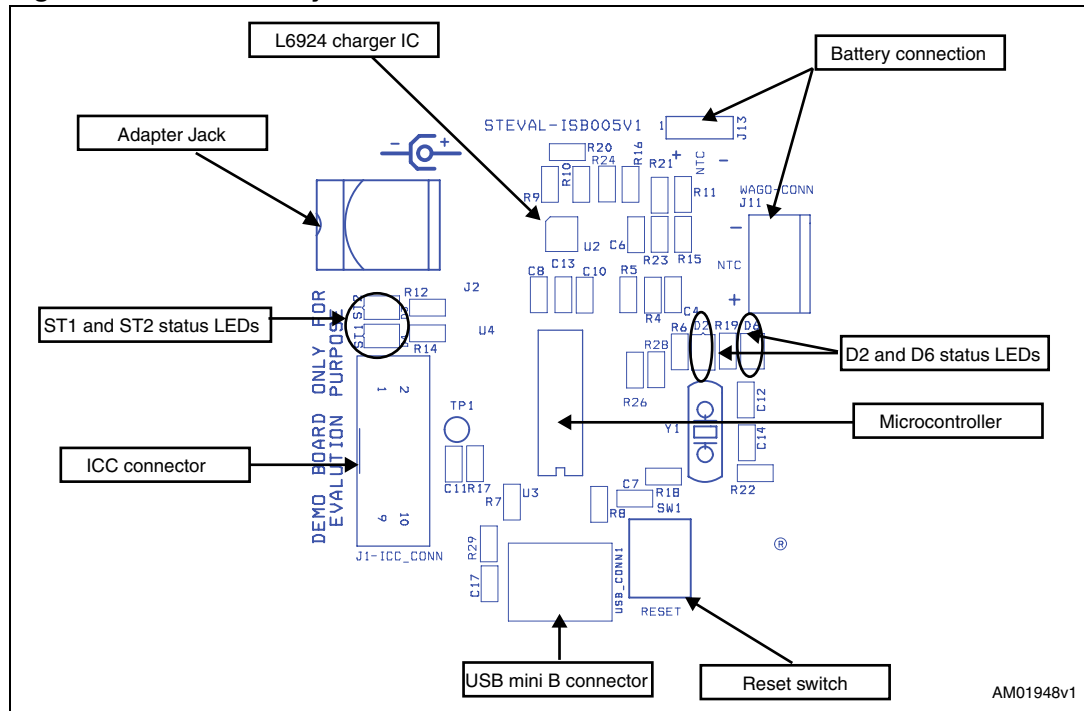 L6924 charger IC
Battery connection
Adapter Jack
STEVAL-ISB005V1
1
J13
+
NTC
-
- +
R20
R10
R24
R16
R21
R11
R9
WAGO-CONN
J11
-
NTC
+
U2
C6
R23
R15
C8
C13
C10
R5
R4
C4
J2
R12
ST2
ST1
R14
U4
ST1 and ST2 status LEDs
R6
D2
R19
D6
D2 and D6 status LEDs
R28
R26
1
2
TP1
C12
Y1
C14
Microcontroller
ICC connector
C11
R17
R18
R22
R7
U3
R8
C7
SW1
9
10
DEMO BOARD ONLY FOR
EVALUTION PURPOSE
J1-ICC_CONN
R29
C17
USB_CONN1
RESET
®
USB mini B connector
Reset switch
AM01948v1